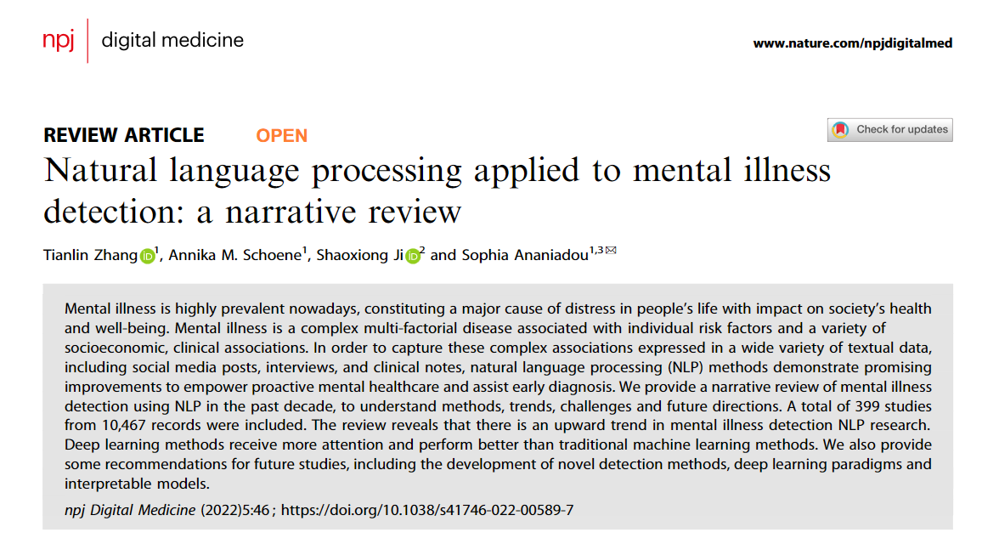 npj | digital medicine
www.nature.com/npjdigitalmed
REVIEW ARTICLE OPEN
Check for updates
Natural language processing applied to mental illness
detection: a narrative review
Tianlin Zhang iD 1, Annika M. Schoene1, Shaoxiong Ji iD 2 and Sophia Ananiadou1,3✉
Mental illness is highly prevalent nowadays, constituting a major cause of distress in people’s life with impact on society’s health
and well-being. Mental illness is a complex multi-factorial disease associated with individual risk factors and a variety of
socioeconomic, clinical associations. In order to capture these complex associations expressed in a wide variety of textual data,
including social media posts, interviews, and clinical notes, natural language processing (NLP) methods demonstrate promising
improvements to empower proactive mental healthcare and assist early diagnosis. We provide a narrative review of mental illness
detection using NLP in the past decade, to understand methods, trends, challenges and future directions. A total of 399 studies
from 10,467 records were included. The review reveals that there is an upward trend in mental illness detection NLP research.
Deep learning methods receive more attention and perform better than traditional machine learning methods. We also provide
some recommendations for future studies, including the development of novel detection methods, deep learning paradigms and
interpretable models.
npj Digital Medicine (2022)5:46 ; https://doi.org/10.1038/s41746-022-00589-7